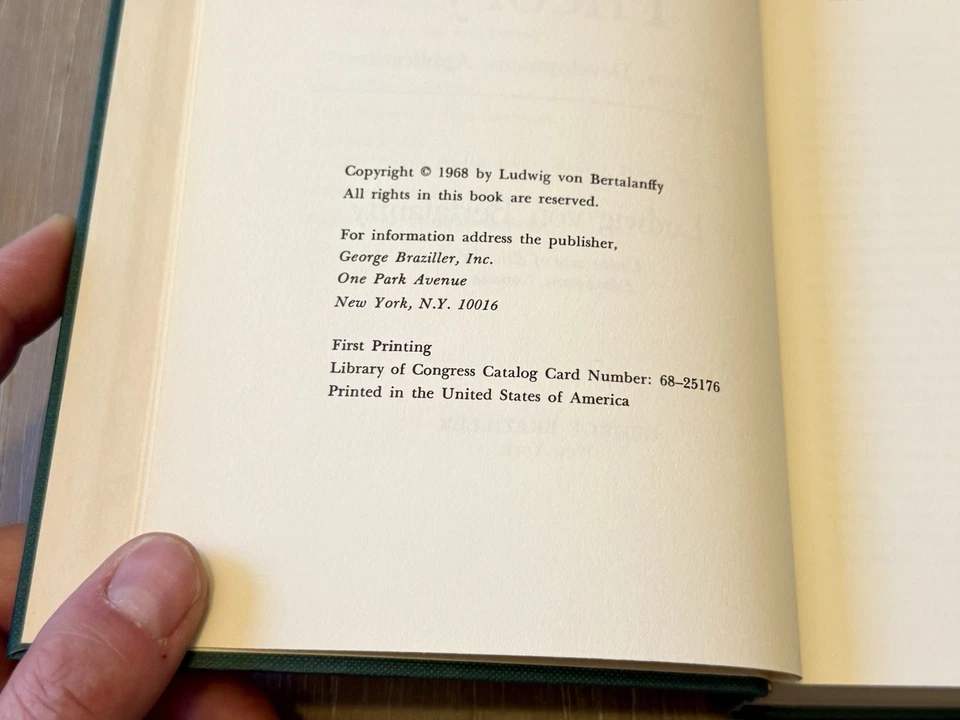 Copyright © 1968 by Ludwig von Bertalanffy
All rights in this book are reserved.
For information address the publisher,
George Braziller, Inc.
One Park Avenue
New York, N.Y. 10016
First Printing
Library of Congress Catalog Card Number: 68–25176
Printed in the United States of America